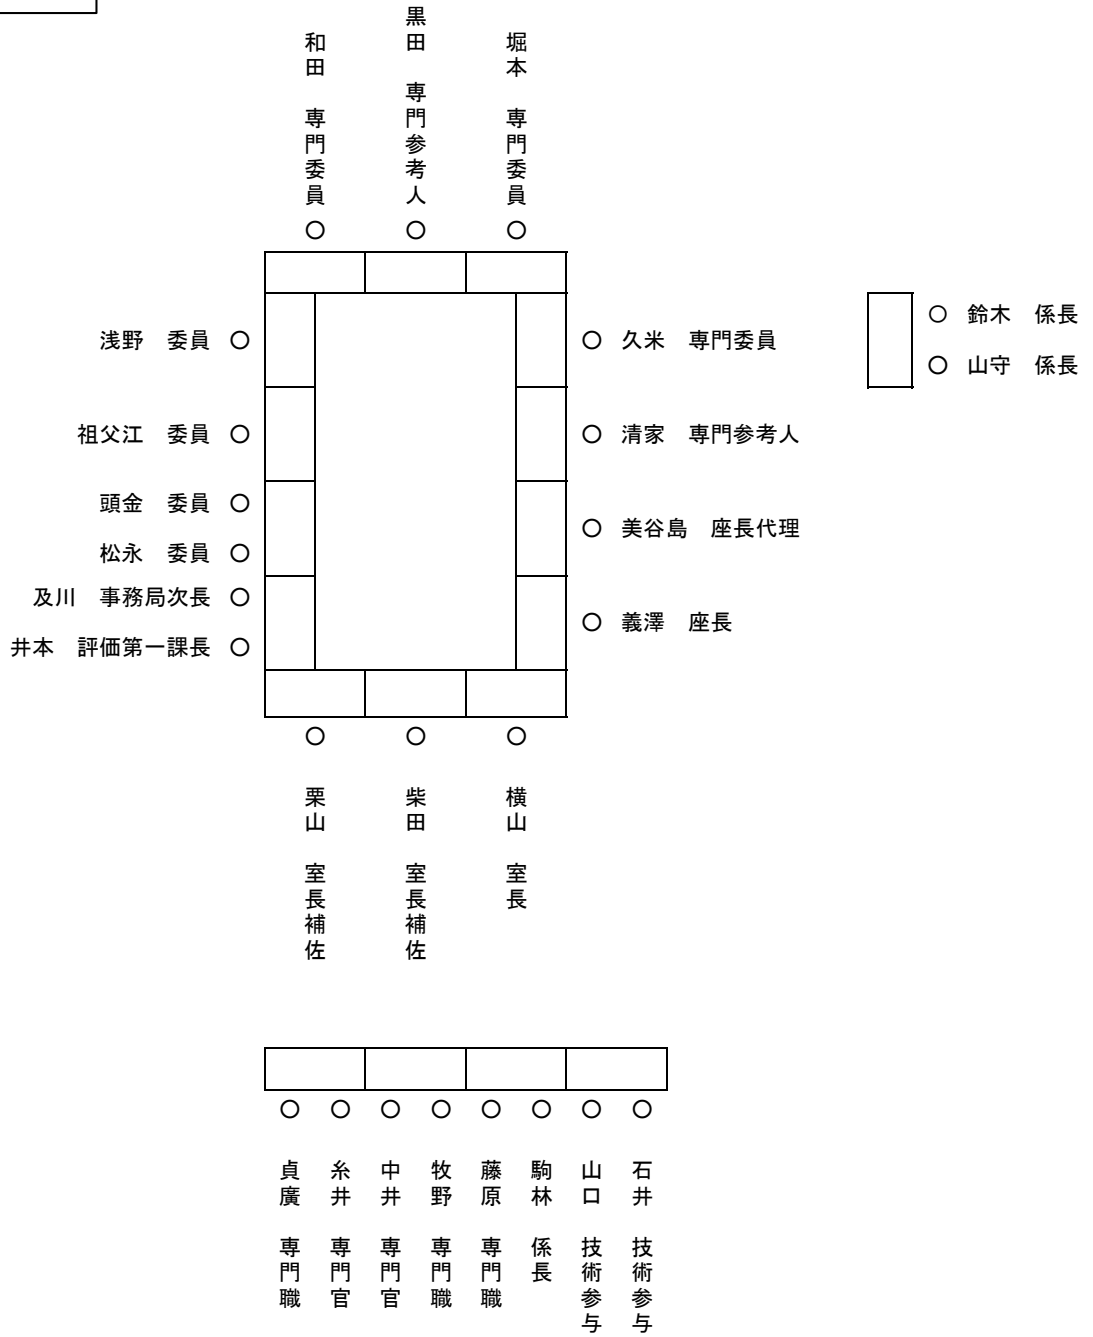 和田　専門委員
黒田　専門参考人
堀本　専門委員
浅野　委員
祖父江　委員
頭金　委員
松永　委員
及川　事務局次長
井本　評価第一課長
久米　専門委員
清家　専門参考人
美谷島　座長代理
義澤　座長
鈴木　係長
山守　係長
栗山　室長補佐
柴田　室長補佐
横山　室長
貞廣　専門職
糸井　専門官
中井　専門官
牧野　専門職
藤原　専門職
駒林　係長
山口　技術参与
石井　技術参与